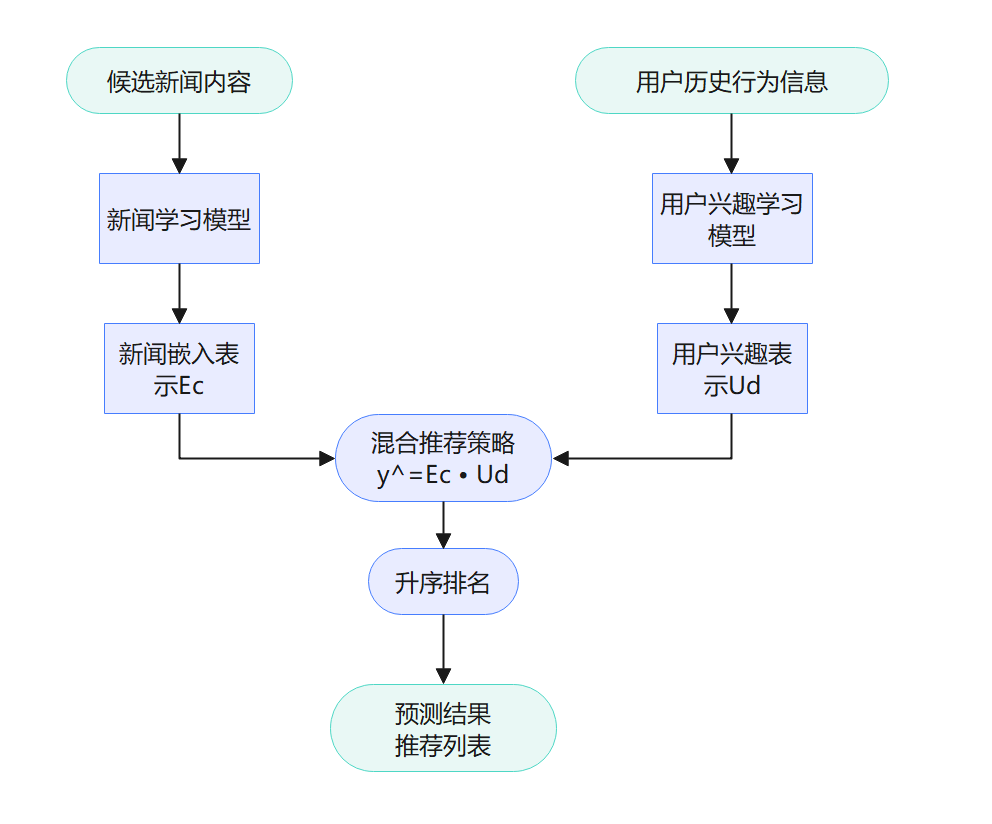 候选新闻内容
用户历史行为信息
新闻学习模型
用户兴趣学习
模型
新闻嵌入表
示Ec
用户兴趣表
示Ud
混合推荐策略
y^=Ec • Ud
升序排名
预测结果
推荐列表